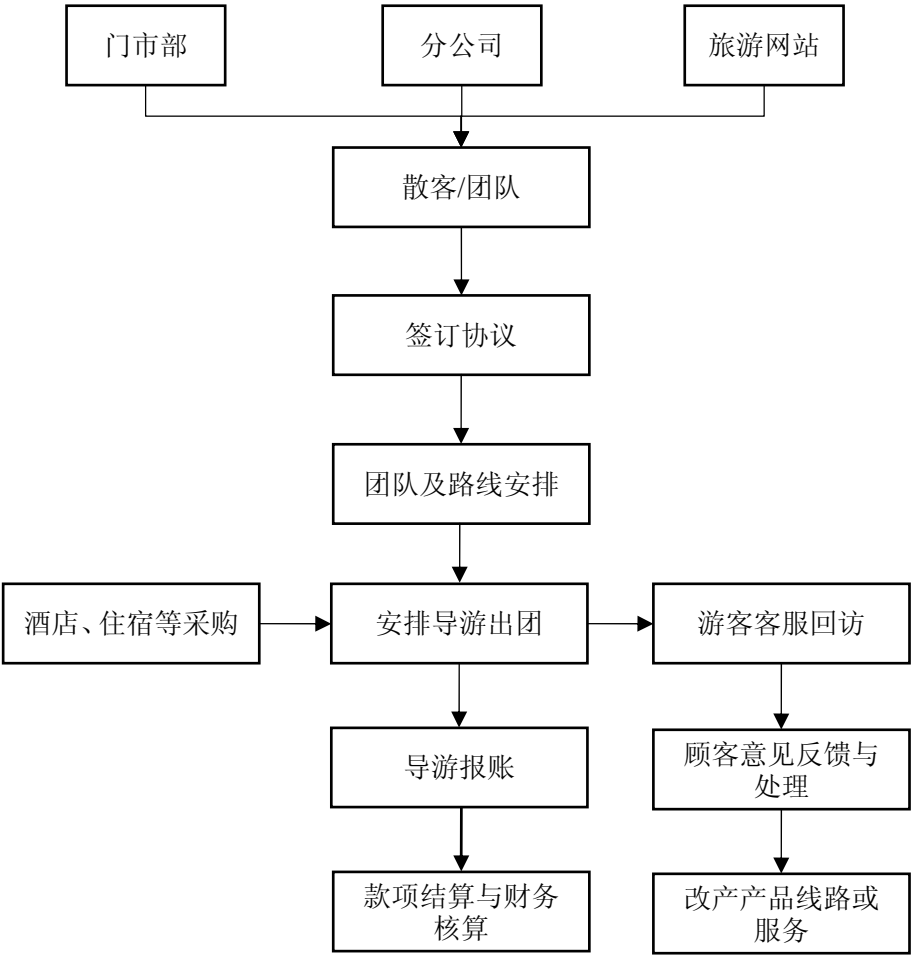 门市部
分公司
旅游网站
散客/团队
签订协议
团队及路线安排
酒店、住宿等采购
安排导游出团
游客客服回访
导游报账
顾客意见反馈与
处理
款项结算与财务
核算
改产产品线路或
服务